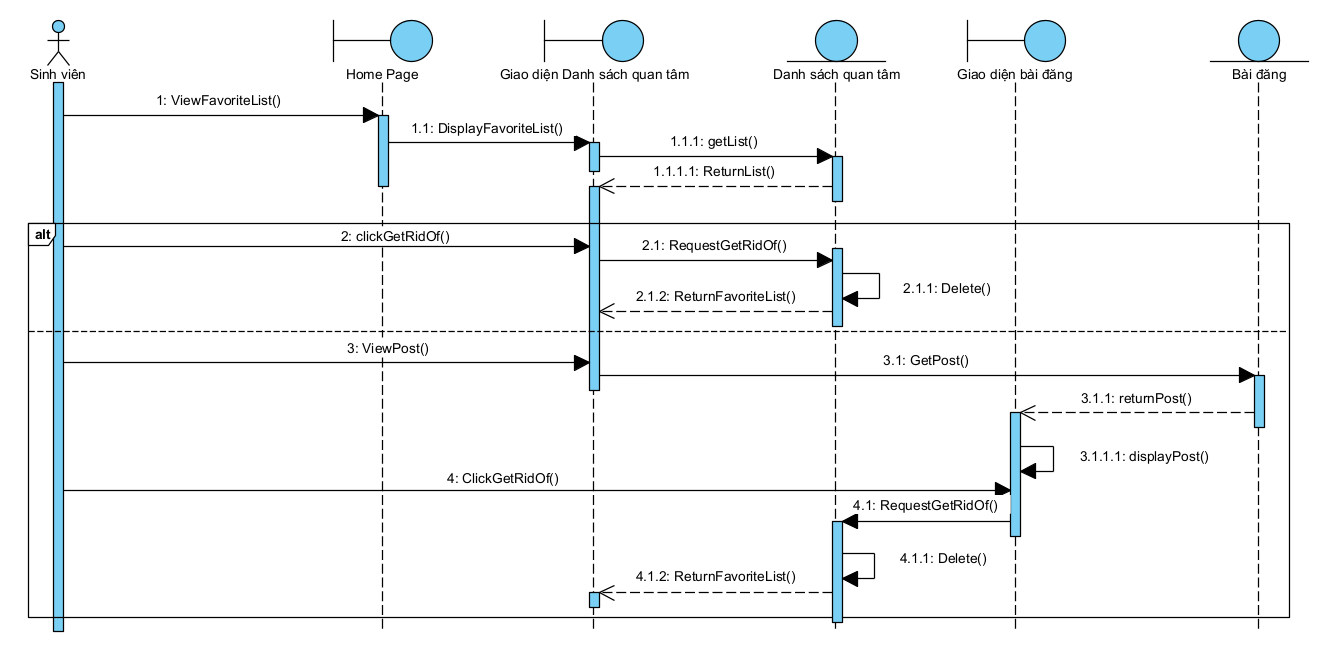 Sinh viên
Home Page
Giao diện Danh sách quan tâm
Danh sách quan tâm
Giao diện bài đăng
Bài đăng
1: ViewFavoriteList()
1.1: DisplayFavoriteList()
1.1.1: getList()
1.1.1.1: ReturnList()
alt
2: clickGetRidOf()
2.1: RequestGetRidOf()
2.1.1: Delete()
2.1.2: ReturnFavoriteList()
3: ViewPost()
3.1: GetPost()
3.1.1: returnPost()
3.1.1.1: displayPost()
4: ClickGetRidOf()
4.1: RequestGetRidOf()
4.1.1: Delete()
4.1.2: ReturnFavoriteList()